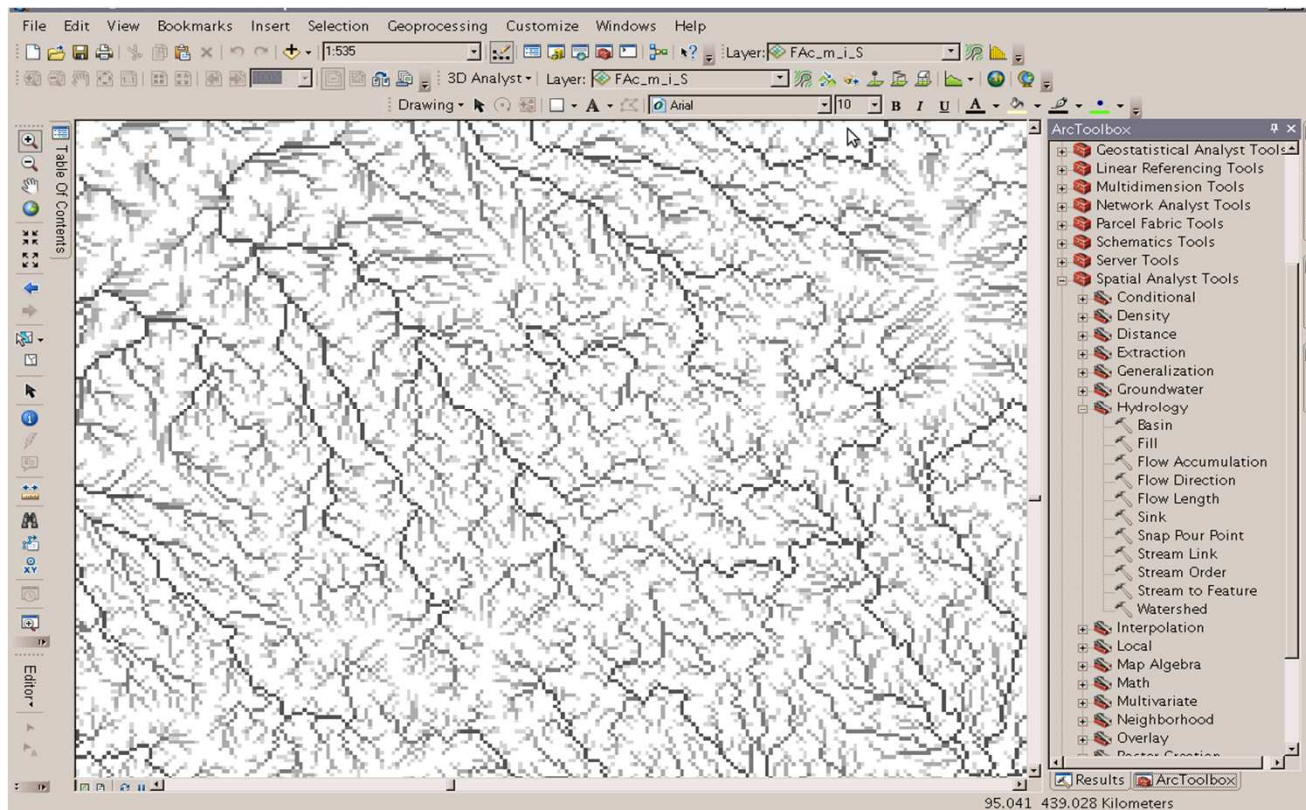 File Edit View Bookmarks Insert Selection Geoprocessing Customize Windows Help
1:535 Layer: FAc_m_i_S
3D Analyst Layer: FAc_m_i_S
Drawing A Arial 10 B I U A
Table Of Contents
Editor
ArcToolbox
Geostatistical Analyst Tools
Linear Referencing Tools
Multidimension Tools
Network Analyst Tools
Parcel Fabric Tools
Schematics Tools
Server Tools
Spatial Analyst Tools
Conditional
Density
Distance
Extraction
Generalization
Groundwater
Hydrology
Basin
Fill
Flow Accumulation
Flow Direction
Flow Length
Sink
Snap Pour Point
Stream Link
Stream Order
Stream to Feature
Watershed
Interpolation
Local
Map Algebra
Math
Multivariate
Neighborhood
Overlay
Results ArcToolbox
95.041 439.028 Kilometers